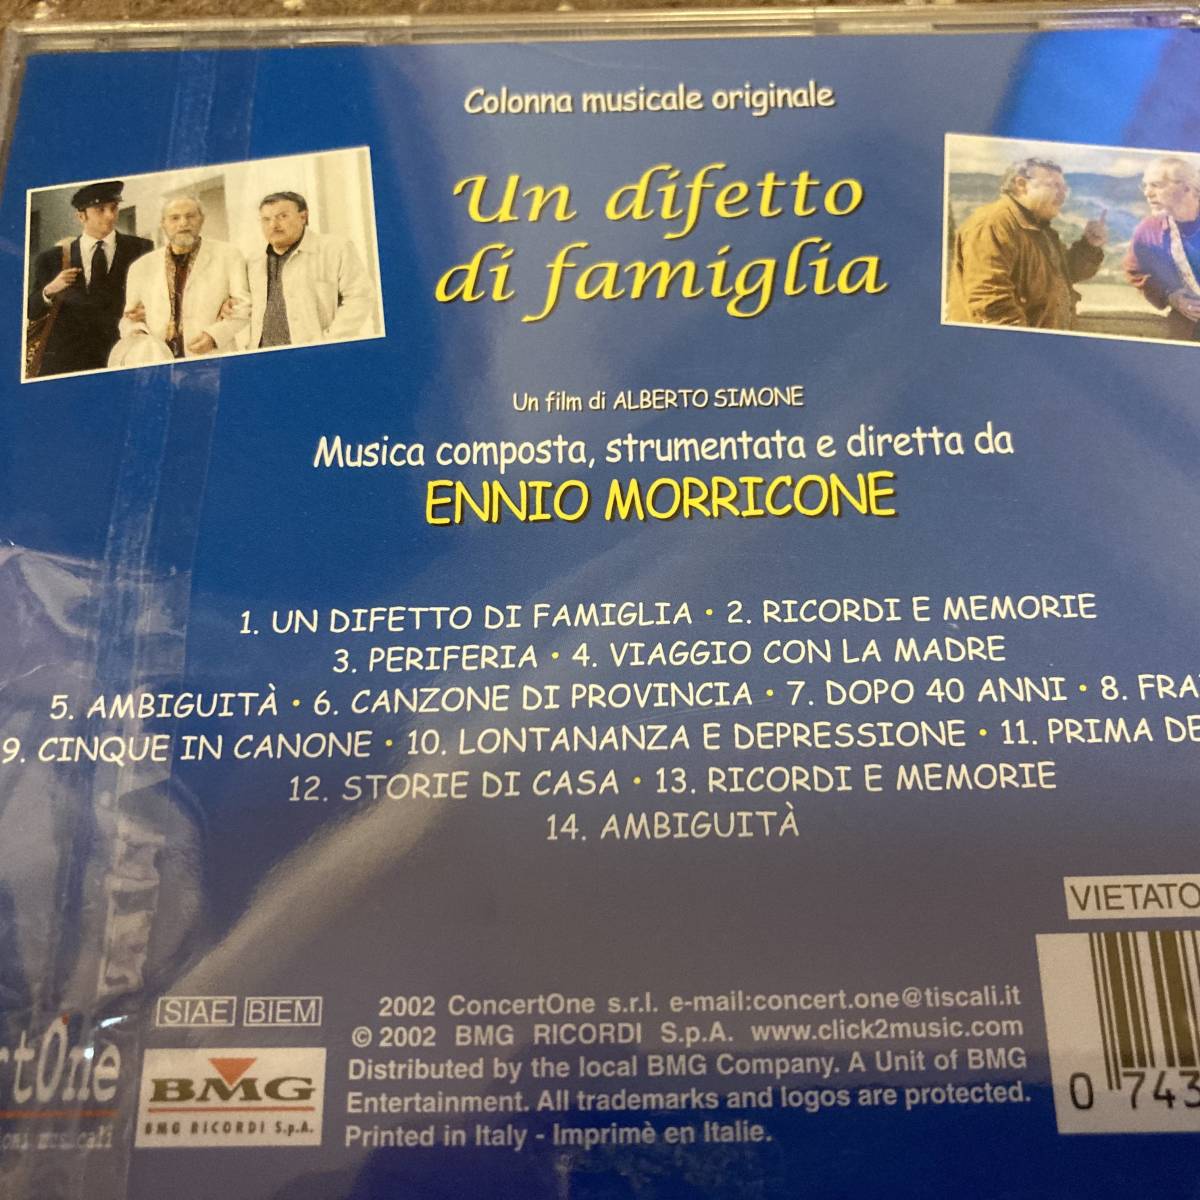 Colonna musicale originale
Un difetto
di famiglia
Un film di ALBERTO SIMONE
Musica composta, strumentata e diretta da
ENNIO MORRICONE
1. UN DIFETTO DI FAMIGLIA • 2. RICORDI E MEMORIE
3. PERIFERIA • 4. VIAGGIO CON LA MADRE
5. AMBIGUITÀ • 6. CANZONE DI PROVINCIA • 7. DOPO 40 ANNI • 8.
9. CINQUE IN CANONE • 10. LONTANANZA E DEPRESSIONE • 11. PRIMA
12. STORIE DI CASA • 13. RICORDI E MEMORIE
14. AMBIGUITÀ
VIETATO
SIAE BIEM
2002 ConcertOne s.r.l. e-mail:concert.one@tiscali.it
© 2002 BMG RICORDI S.p.A. www.click2music.com
Distributed by the local BMG Company. A Unit of BMG
Entertainment. All trademarks and logos are protected.
Printed in Italy - Imprimè en Italie.
BMG
BMG RICORDI S.p.A.
0 743